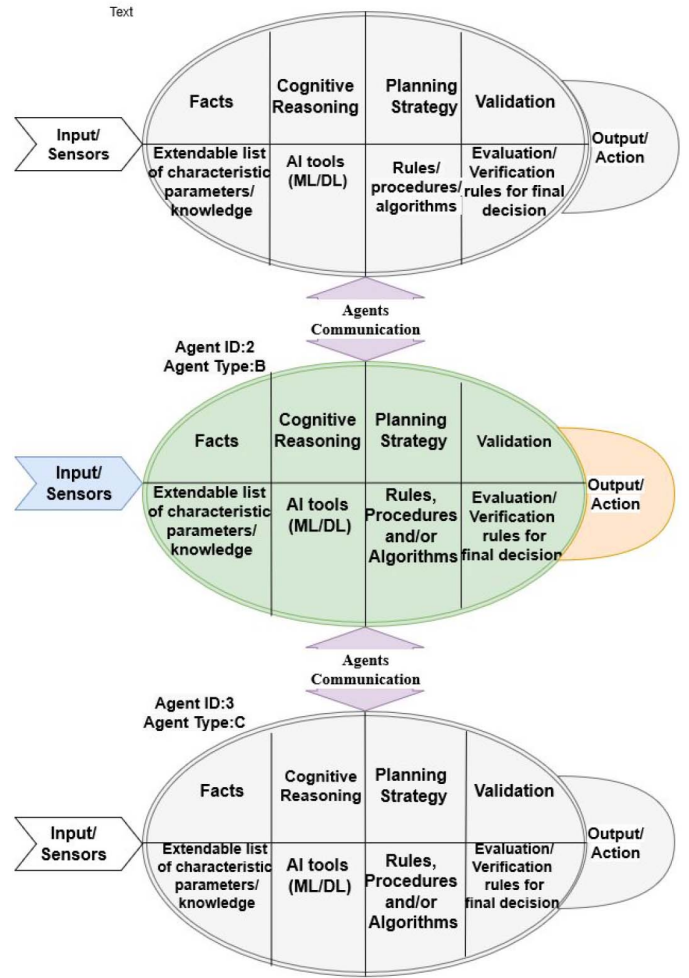 Text
Facts
Cognitive
Reasoning
Planning
Strategy
Validation
Input/
Sensors
Extendable list
of characteristic
parameters/
knowledge
AI tools
(ML/DL)
Rules/
procedures/
algorithms
Evaluation/
Verification
rules for final
decision
Output/
Action
Agents
Communication
Agent ID:2
Agent Type:B
Facts
Cognitive
Reasoning
Planning
Strategy
Validation
Input/
Sensors
Extendable list
of characteristic
parameters/
knowledge
AI tools
(ML/DL)
Rules,
Procedures
and/or
Algorithms
Evaluation/
Verification
rules for
final decision
Output/
Action
Agents
Communication
Agent ID:3
Agent Type:C
Facts
Cognitive
Reasoning
Planning
Strategy
Validation
Input/
Sensors
Extendable list
of characteristic
parameters/
knowledge
AI tools
(ML/DL)
Rules,
Procedures
and/or
Algorithms
Evaluation/
Verification
rules for
final decision
Output/
Action